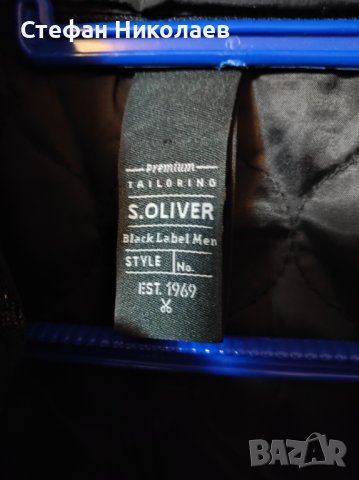 Стефан Николаев
Premium
TAILORING
S.OLIVER
Black Label Men
STYLE No.
EST. 1969
BAZAR